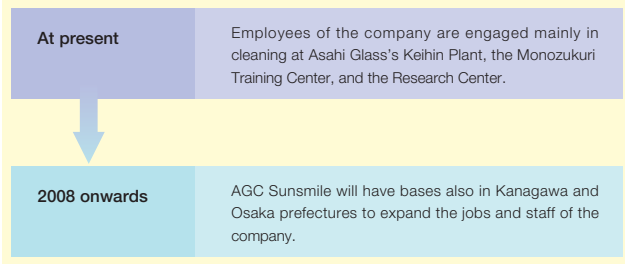 At present
Employees of the company are engaged mainly in
cleaning at Asahi Glass's Keihin Plant, the Monozukuri
Training Center, and the Research Center.
2008 onwards
AGC Sunsmile will have bases also in Kanagawa and
Osaka prefectures to expand the jobs and staff of the
company.